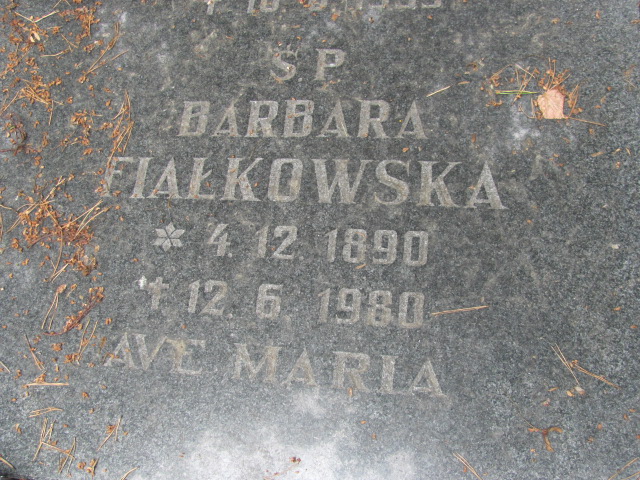 Ś P
BARBARA
FIAŁKOWSKA
* 4. 12. 1890
† 12. 6. 1980
AVE MARIA